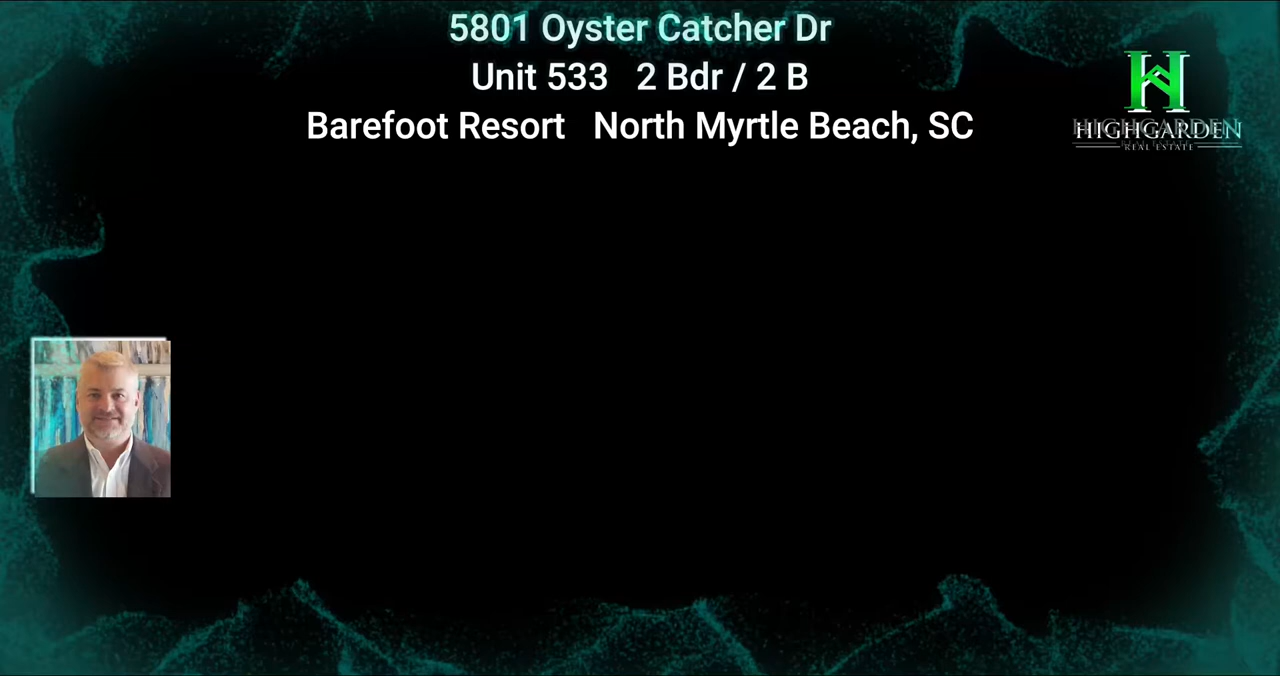 5801 Oyster Catcher Dr
Unit 533 2 Bdr / 2 B
Barefoot Resort North Myrtle Beach, SC
H
HIGHGARDEN
REAL ESTATE